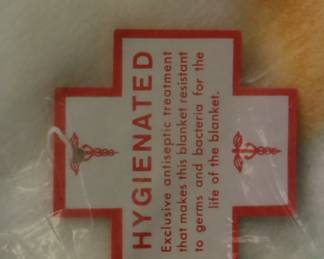 HYGIENATED
Exclusive antiseptic treatment
that makes this blanket resistant
to germs and bacteria for the
life of the blanket.